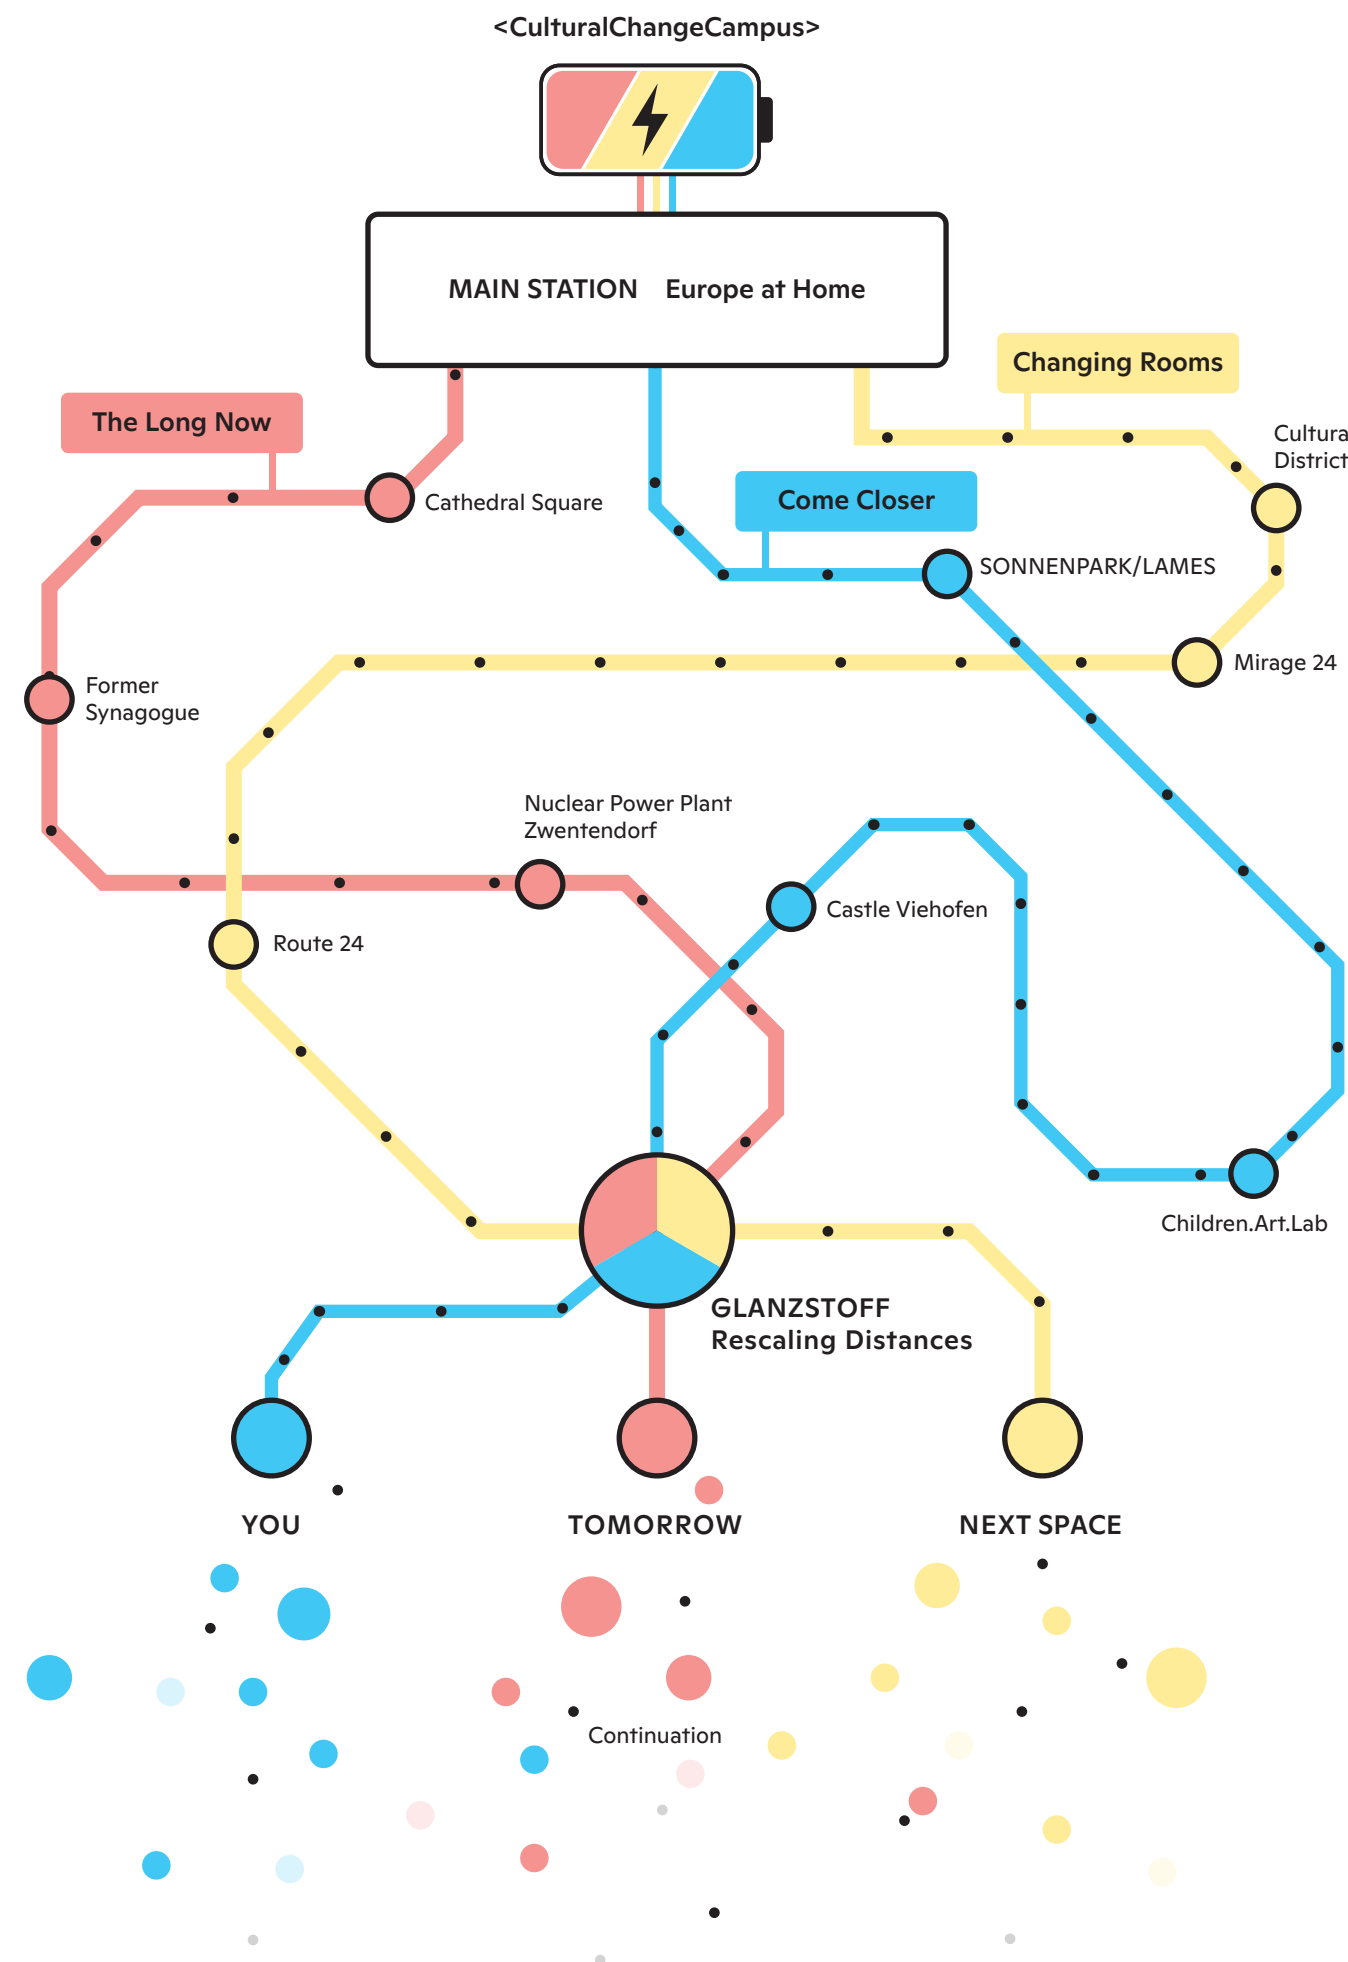 <CulturalChangeCampus>
MAIN STATION Europe at Home
Changing Rooms
The Long Now
Cultura
District
Come Closer
Cathedral Square
SONNENPARK/LAMES
Mirage 24
Former
Synagogue
Nuclear Power Plant
Zwentendorf
Castle Viehofen
Route 24
Children.Art.Lab
GLANZSTOFF
Rescaling Distances
YOU
TOMORROW
NEXT SPACE
Continuation